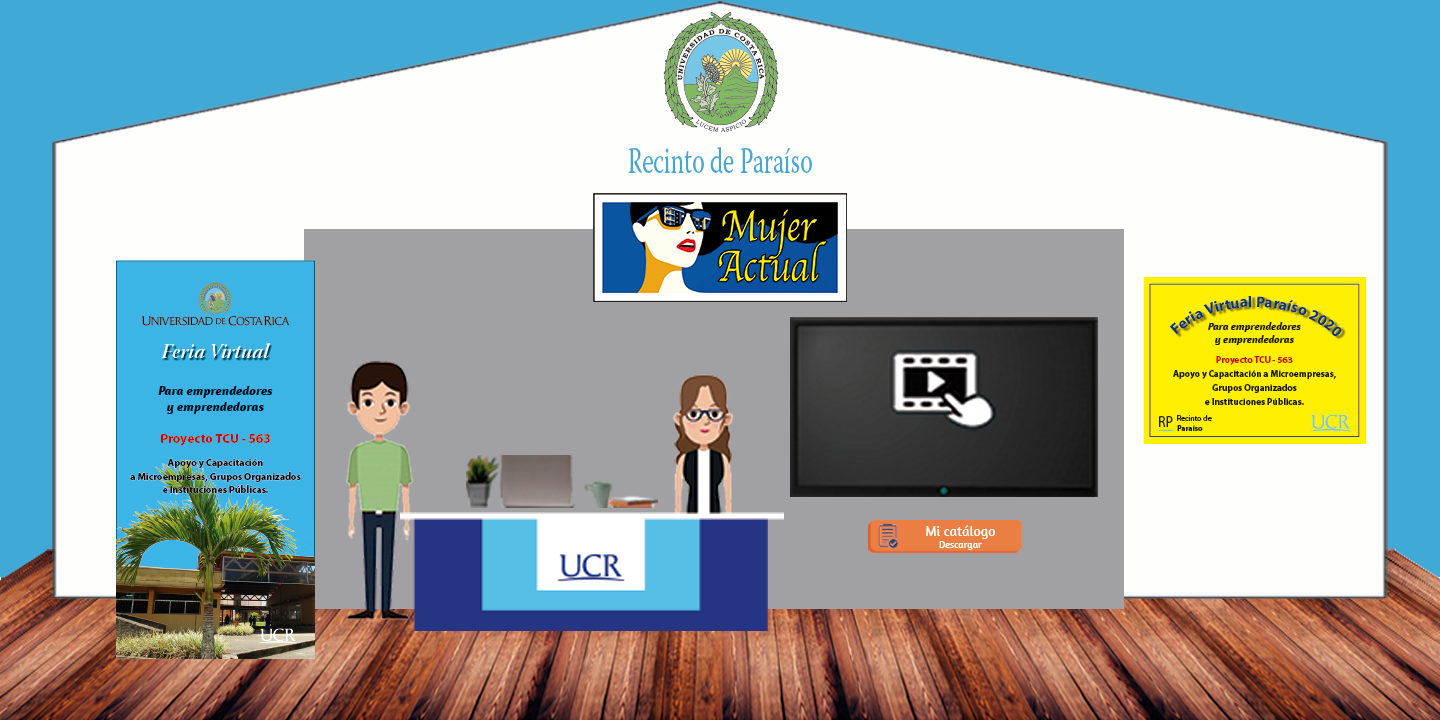 UNIVERSIDAD DE COSTA RICA
LUCEM ASPICIO
Recinto de Paraíso
Mujer
Actual
UNIVERSIDAD DE COSTA RICA
Feria Virtual
Para emprendedores
y emprendedoras
Proyecto TCU - 563
Apoyo y Capacitación
a Microempresas, Grupos Organizados
e Instituciones Públicas.
UCR
UCR
Mi catálogo
Descargar
Feria Virtual Paraíso 2020
Para emprendedores
y emprendedoras
Proyecto TCU - 563
Apoyo y Capacitación a Microempresas,
Grupos Organizados
e Instituciones Públicas.
RP Recinto de
Paraíso
UCR